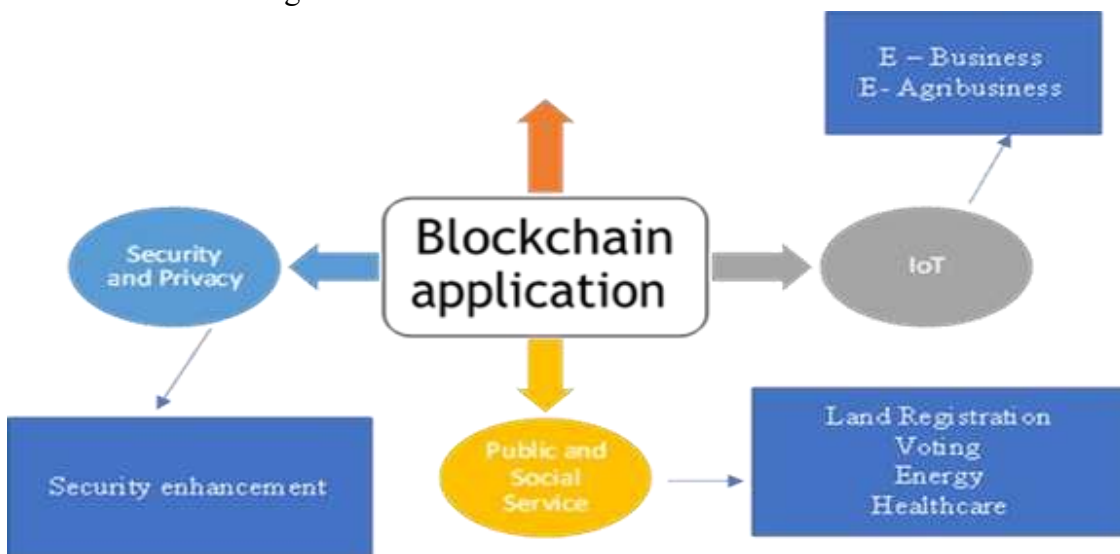 E – Business
E- Agribusiness
Blockchain
application
Security
and Privacy
IoT
Security enhancement
Public and
Social
Service
Land Registration
Voting
Energy
Healthcare